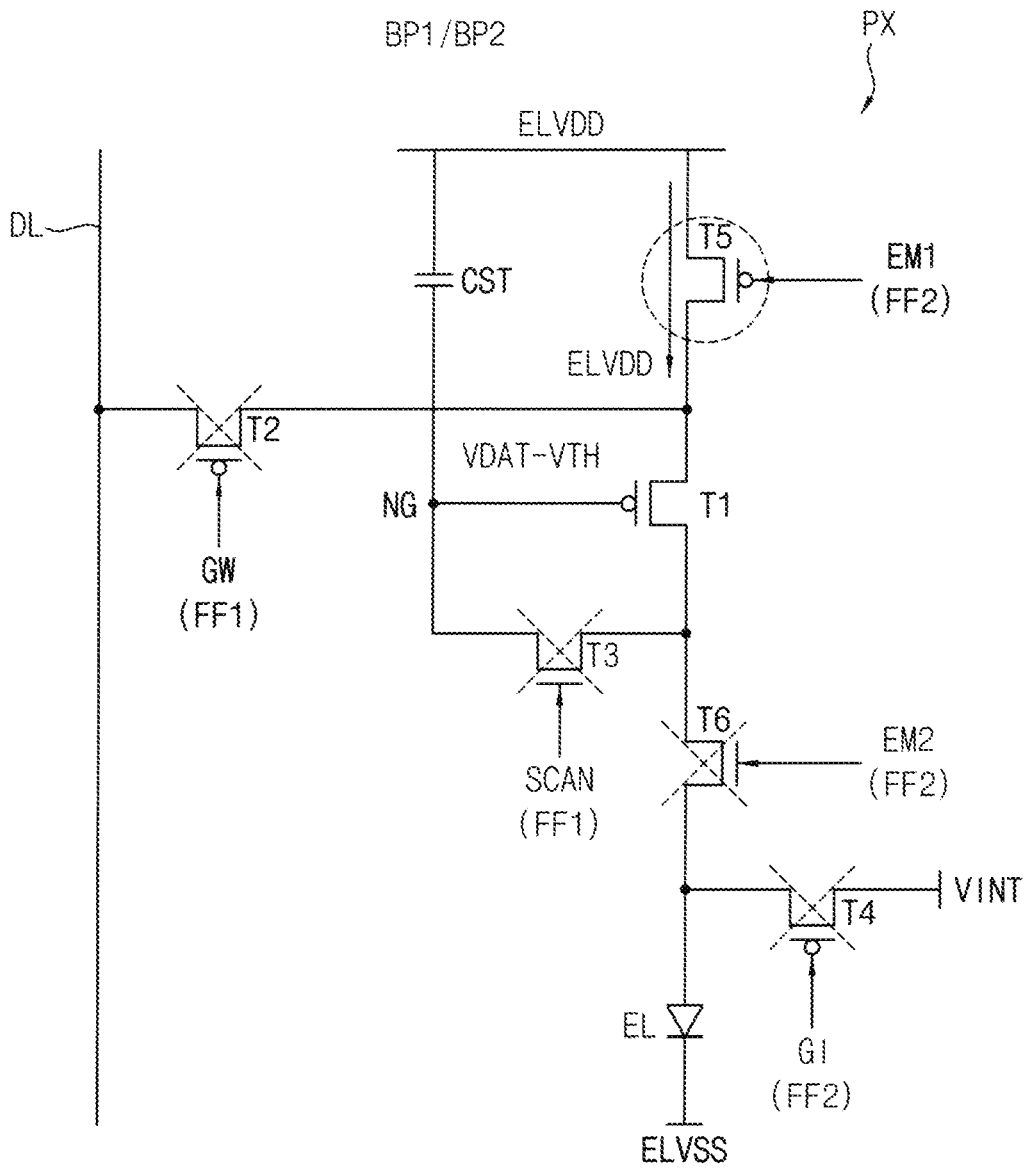 BP1/BP2
PX
ELVDD
DL
T5
CST
EM1
(FF2)
ELVDD
T2
VDAT-VTH
NG
T1
GW
(FF1)
T3
T6
SCAN
(FF1)
EM2
(FF2)
T4
VINT
EL
GI
(FF2)
ELVSS